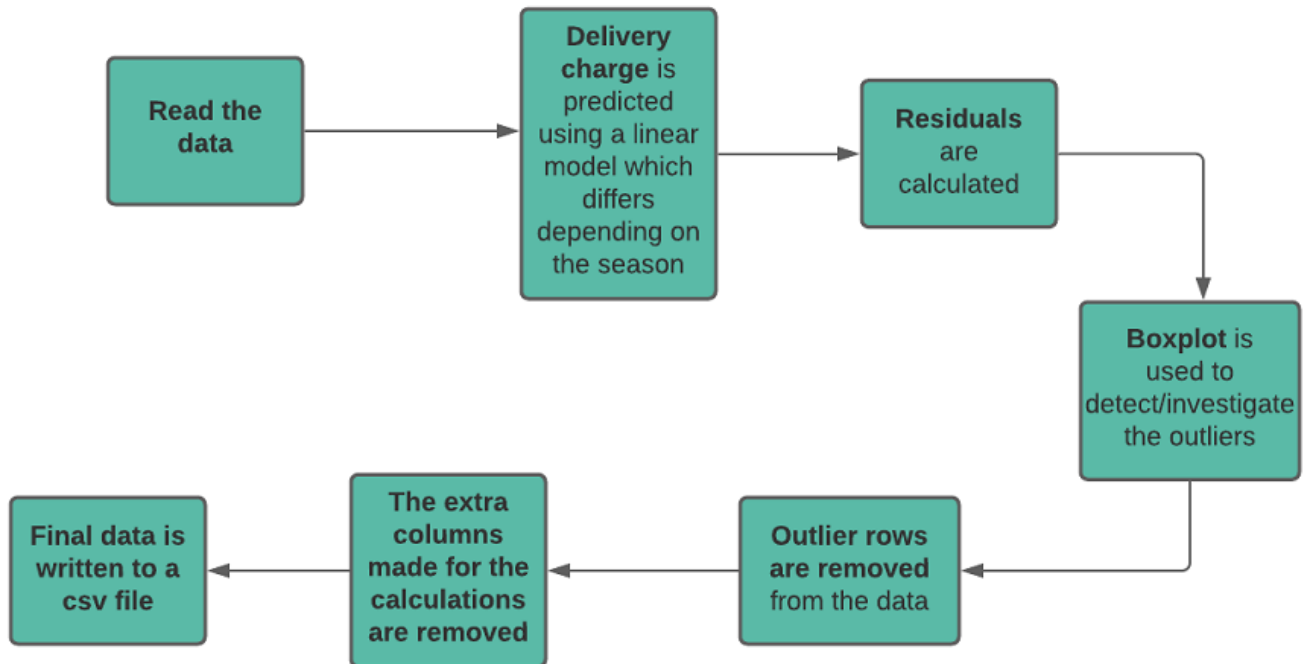 Read the
data
Delivery
charge is
predicted
using a linear
model which
differs
depending on
the season
Residuals
are
calculated
Boxplot is
used to
detect/investigate
the outliers
Outlier rows
are removed
from the data
The extra
columns
made for the
calculations
are removed
Final data is
written to a
csv file